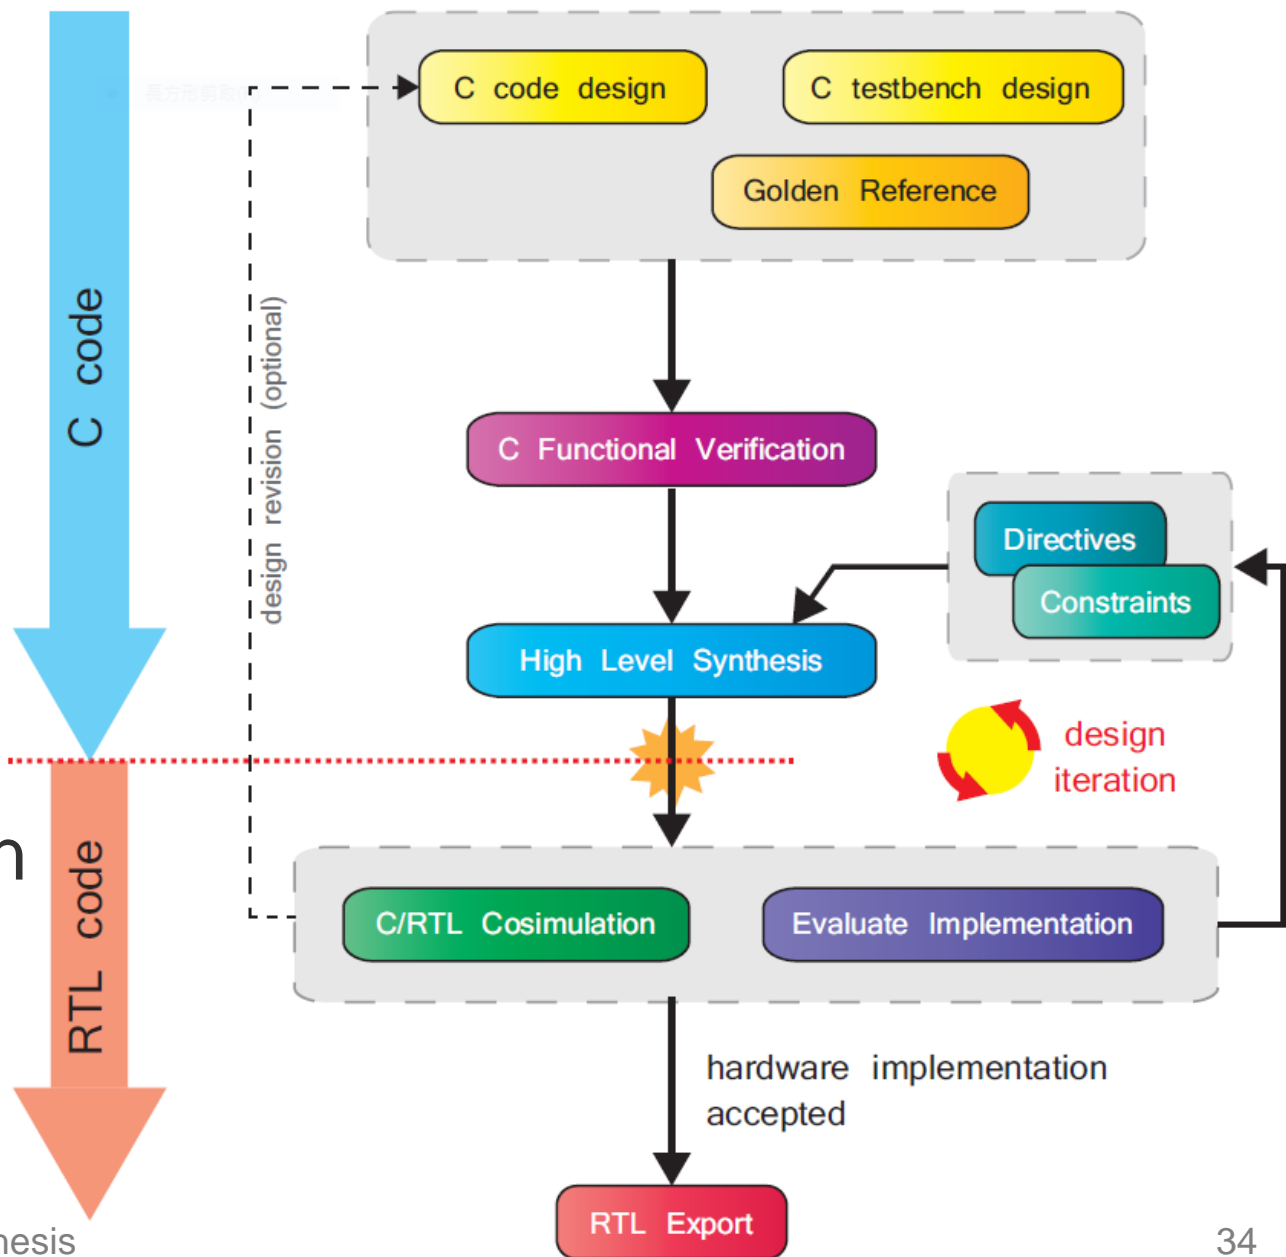 C code design
C testbench design
Golden Reference
C code
design revision (optional)
C Functional Verification
Directives
Constraints
High Level Synthesis
design
iteration
n
RTL code
C/RTL Cosimulation
Evaluate Implementation
hardware implementation
accepted
RTL Export
nesis
34